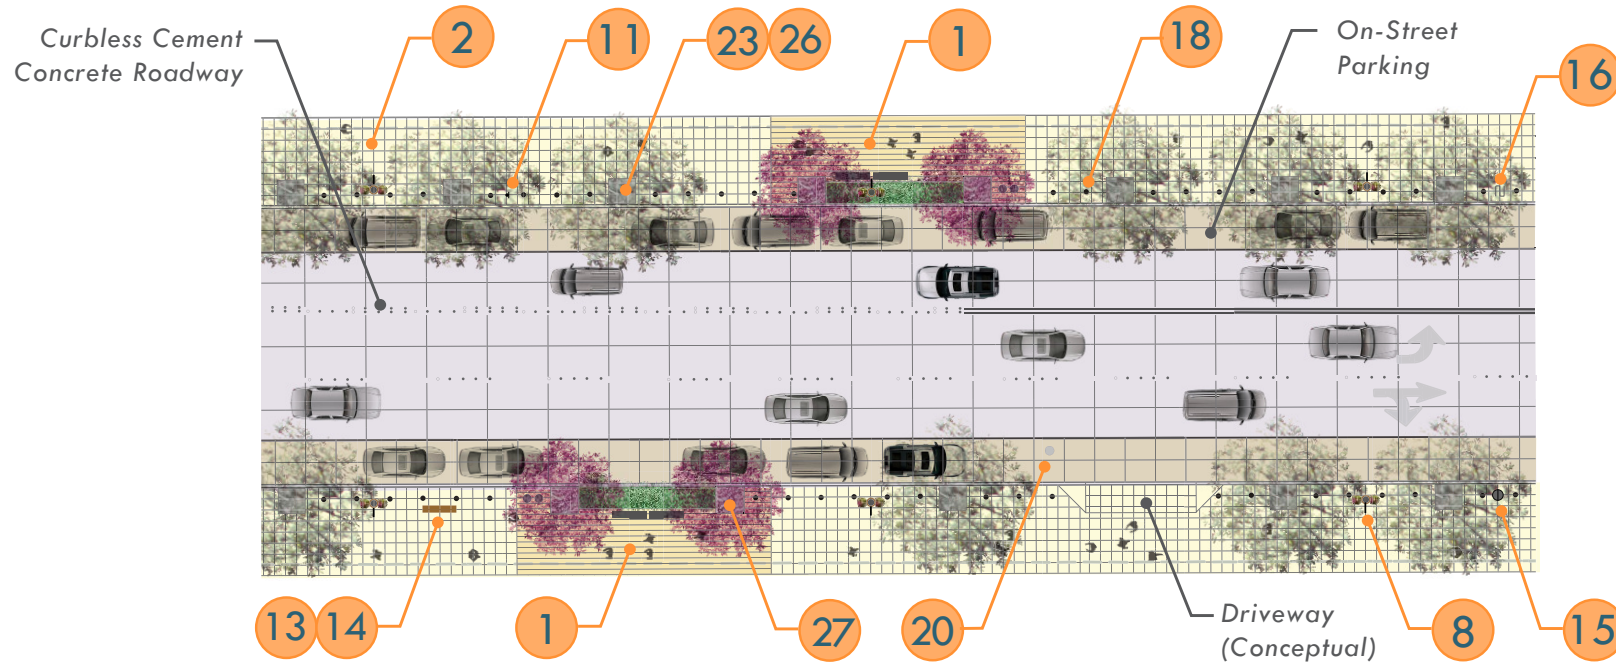 Curbless Cement
Concrete Roadway
2
11
23 26
1
18
On-Street
Parking
16
13 14
1
27
20
Driveway
(Conceptual)
8
15